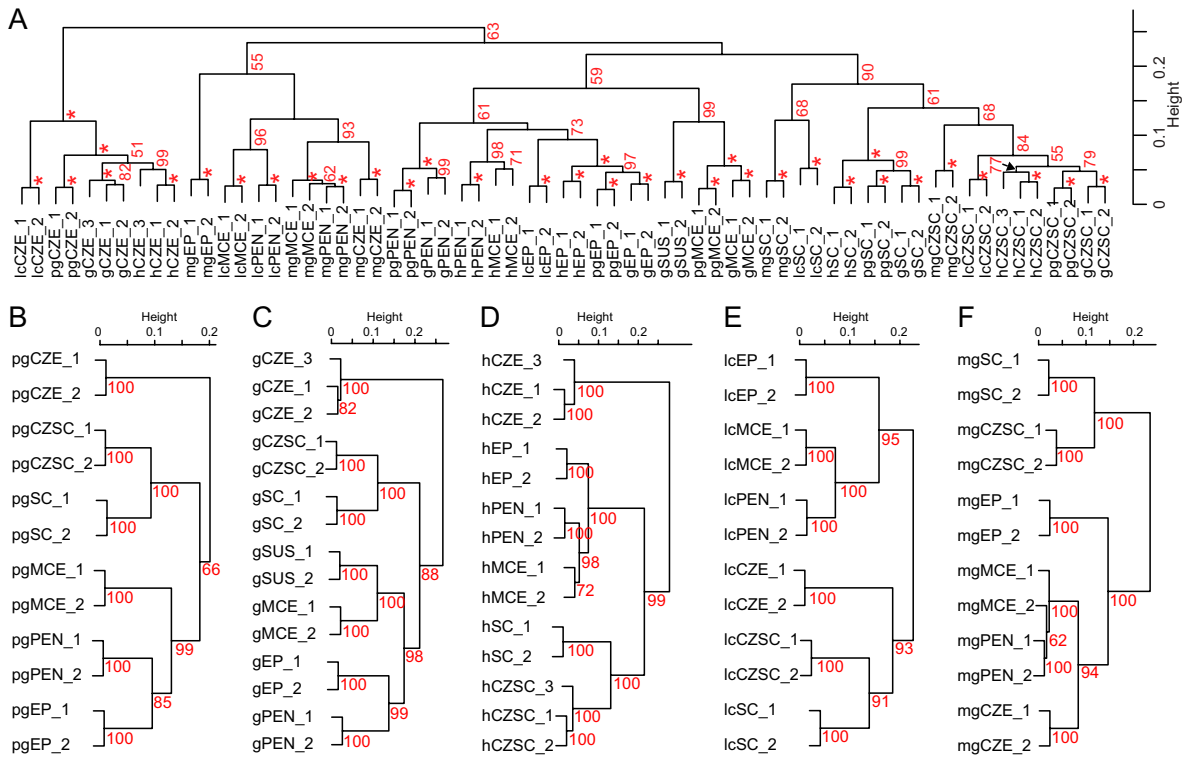 A
63
55
90
59
61
61
68
68
99
73
96
93
84
51
98
55
99
82
62
99
71
97
99
77
79
* * * * * * * * * * * * * * * * * * * * * * * * * * * * * *
0.2
0.1
0
Height
lcCZE_1
lcCZE_2
pgCZE_1
pgCZE_2
gCZE_3
gCZE_1
gCZE_2
hCZE_3
hCZE_1
hCZE_2
mgEP_1
mgEP_2
lcMCE_1
lcMCE_2
lcPEN_1
lcPEN_2
mgMCE_1
mgMCE_2
mgPEN_1
mgPEN_2
mgCZE_1
mgCZE_2
pgPEN_1
pgPEN_2
gPEN_1
gPEN_2
hPEN_1
hPEN_2
hMCE_1
hMCE_2
lcEP_1
lcEP_2
hEP_1
hEP_2
pgEP_1
pgEP_2
gEP_1
gEP_2
gSUS_1
gSUS_2
pgMCE_1
pgMCE_2
gMCE_1
gMCE_2
mgSC_1
mgSC_2
lcSC_1
lcSC_2
hSC_1
hSC_2
pgSC_1
pgSC_2
gSC_1
gSC_2
mgCZSC_1
mgCZSC_2
lcCZSC_1
lcCZSC_2
hCZSC_3
hCZSC_1
hCZSC_2
pgCZSC_1
pgCZSC_2
gCZSC_1
gCZSC_2
B
Height
0 0.1 0.2
pgCZE_1
100
pgCZE_2
pgCZSC_1
100
pgCZSC_2
100
pgSC_1
100
pgSC_2
66
pgMCE_1
100
pgMCE_2
99
pgPEN_1
100
pgPEN_2
85
pgEP_1
100
pgEP_2
C
Height
0 0.1 0.2
gCZE_3
100
gCZE_1
82
gCZE_2
gCZSC_1
100
gCZSC_2
100
gSC_1
100
gSC_2
gSUS_1
88
100
gSUS_2
100
gMCE_1
100
gMCE_2
98
gEP_1
100
gEP_2
99
gPEN_1
100
gPEN_2
D
Height
0 0.1 0.2
hCZE_3
100
hCZE_1
100
hCZE_2
hEP_1
100
hEP_2
hPEN_1
100
100
hPEN_2
98
hMCE_1
72
hMCE_2
99
hSC_1
100
hSC_2
100
hCZSC_3
100
hCZSC_1
100
hCZSC_2
E
Height
0 0.1 0.2
lcEP_1
100
lcEP_2
95
lcMCE_1
100
lcMCE_2
100
lcPEN_1
100
lcPEN_2
lcCZE_1
100
lcCZE_2
93
lcCZSC_1
100
lcCZSC_2
91
lcSC_1
100
lcSC_2
F
Height
0 0.1 0.2
mgSC_1
100
mgSC_2
100
mgCZSC_1
100
mgCZSC_2
mgEP_1
100
mgEP_2
100
mgMCE_1
100
mgMCE_2
62
mgPEN_1
100
94
mgPEN_2
mgCZE_1
100
mgCZE_2